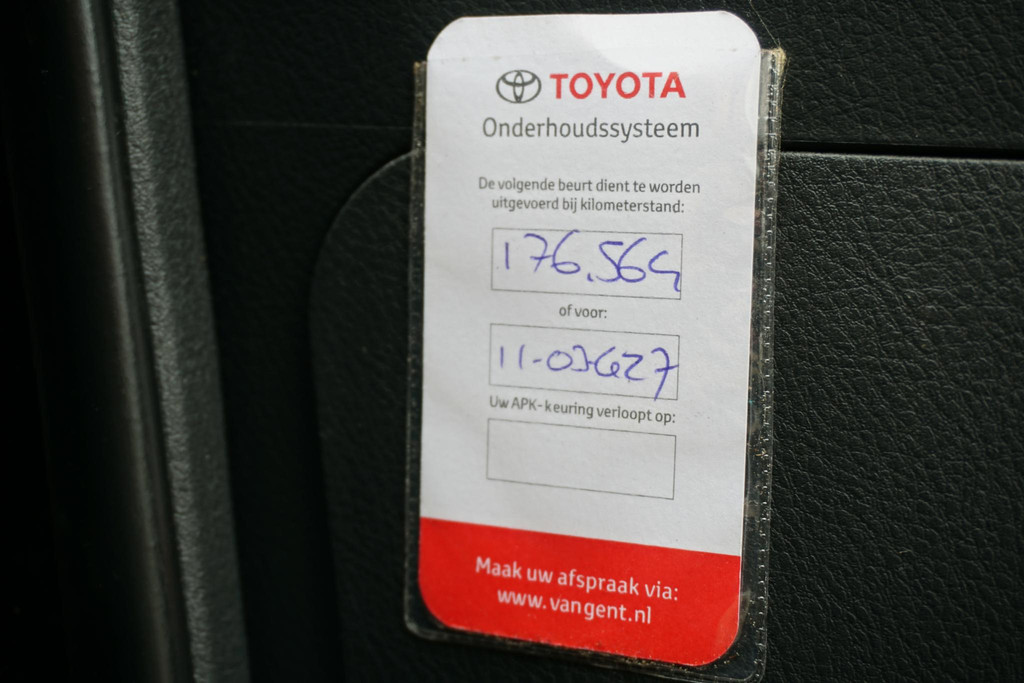 TOYOTA
Onderhoudssysteem
De volgende beurt dient te worden
uitgevoerd bij kilometerstand:
176.564
of voor:
Uw APK-keuring verloopt op:
Maak uw afspraak via:
www.vangent.nl